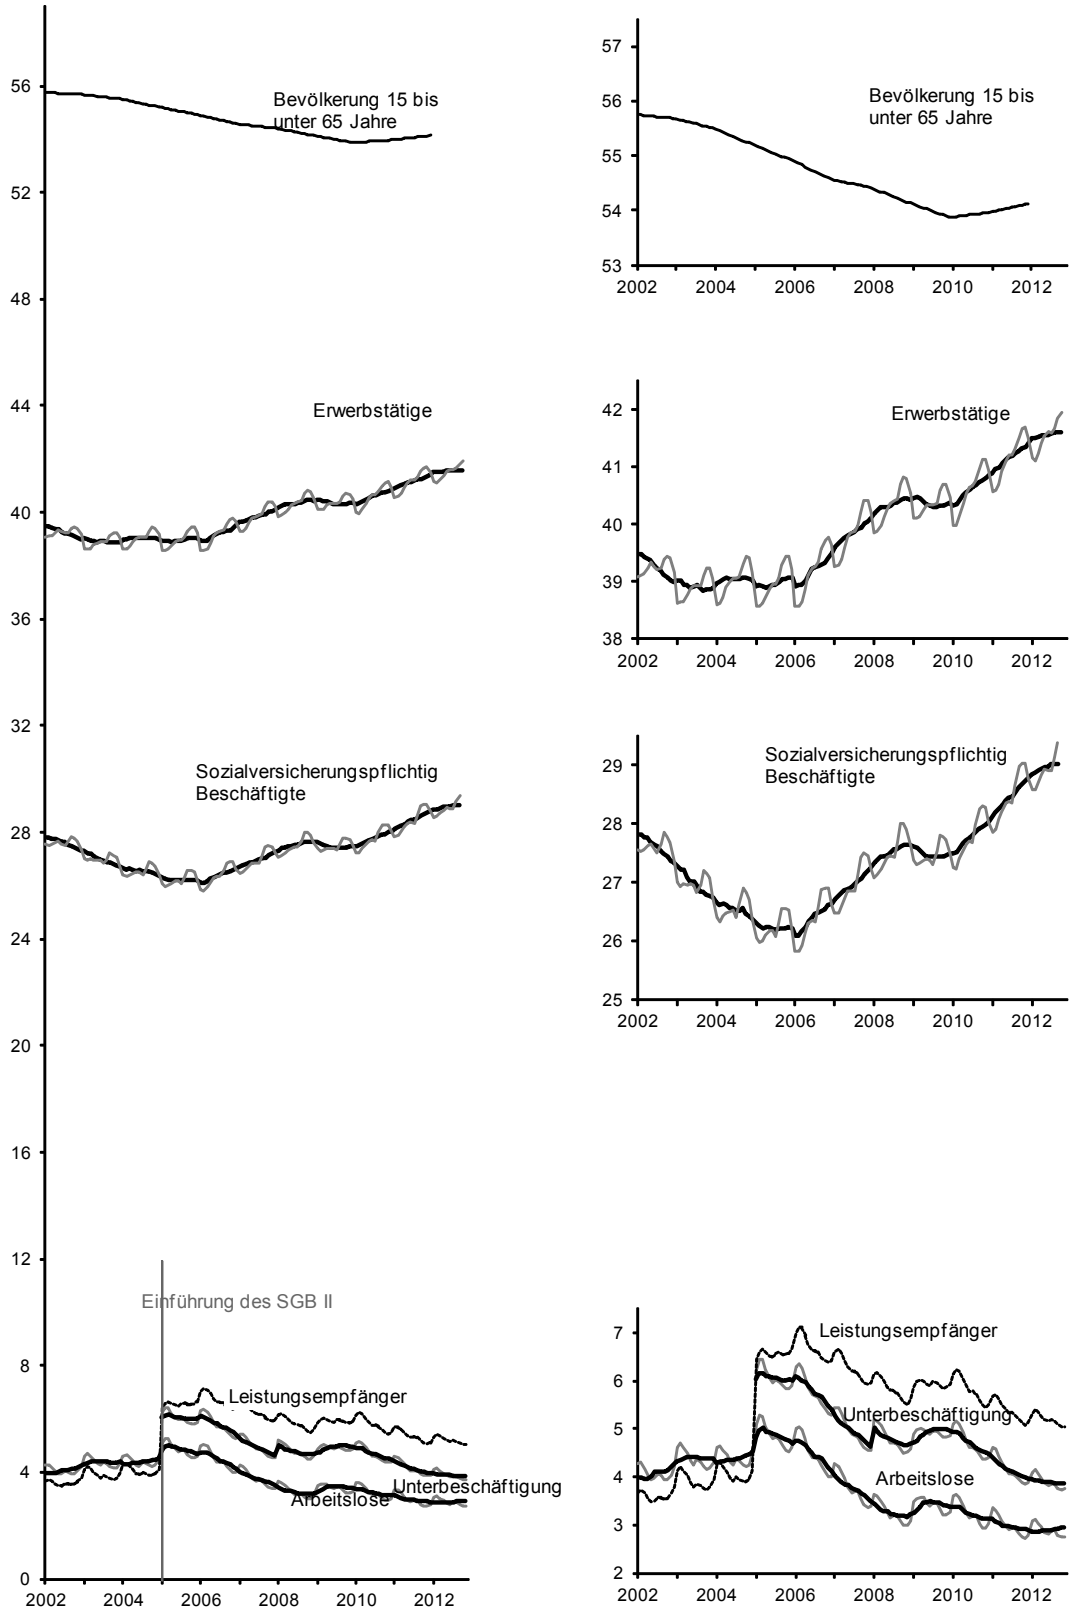 56
52
48
44
40
36
32
28
24
20
16
12
8
4
0
2002 2004 2006 2008 2010 2012
Bevölkerung 15 bis
unter 65 Jahre
Erwerbstätige
Sozialversicherungspflichtig
Beschäftigte
Einführung des SGB II
Leistungsempfänger
Unterbeschäftigung
Arbeitslose
57
56
55
54
53
Bevölkerung 15 bis
unter 65 Jahre
2002 2004 2006 2008 2010 2012
42
41
40
39
38
Erwerbstätige
2002 2004 2006 2008 2010 2012
29
28
27
26
25
Sozialversicherungspflichtig
Beschäftigte
2002 2004 2006 2008 2010 2012
7
6
5
4
3
2
Leistungsempfänger
Unterbeschäftigung
Arbeitslose
2002 2004 2006 2008 2010 2012